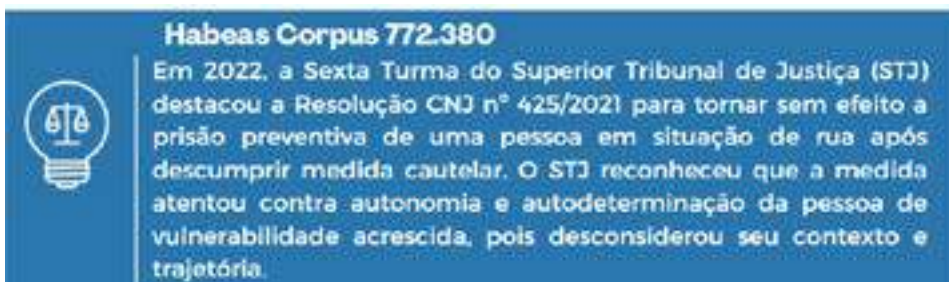 Habeas Corpus 772.380
Em 2022, a Sexta Turma do Superior Tribunal de Justiça (STJ)
destacou a Resolução CNJ nº 425/2021 para tornar sem efeito a
prisão preventiva de uma pessoa em situação de rua após
descumprir medida cautelar. O STJ reconheceu que a medida
atentou contra autonomia e autodeterminação da pessoa de
vulnerabilidade acrescida, pois desconsiderou seu contexto e
trajetória.